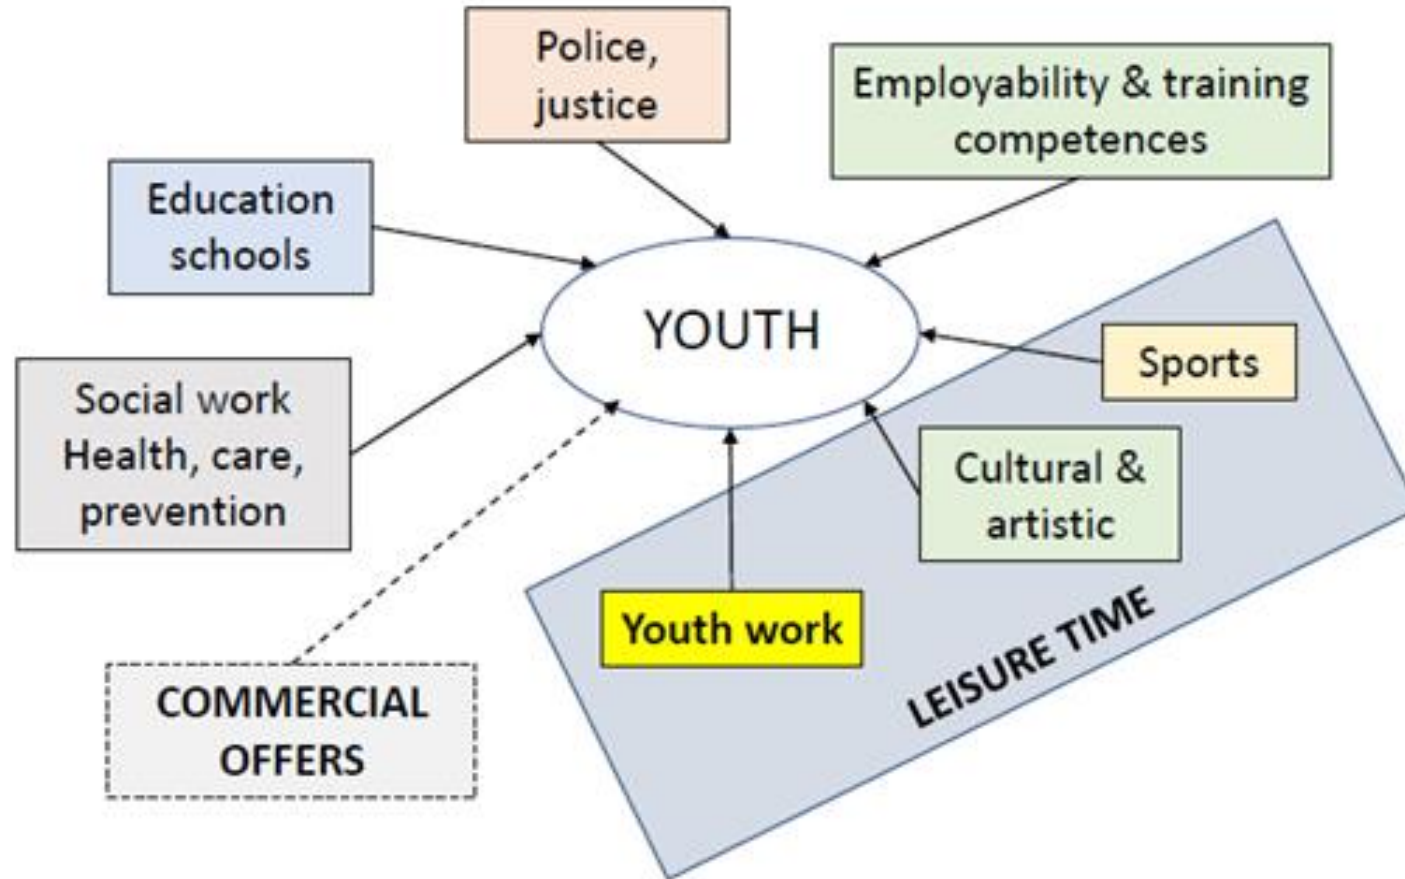 Police,
justice
Employability & training
competences
Education
schools
YOUTH
Sports
Social work
Health, care,
prevention
Cultural &
artistic
Youth work
LEISURE TIME
COMMERCIAL
OFFERS